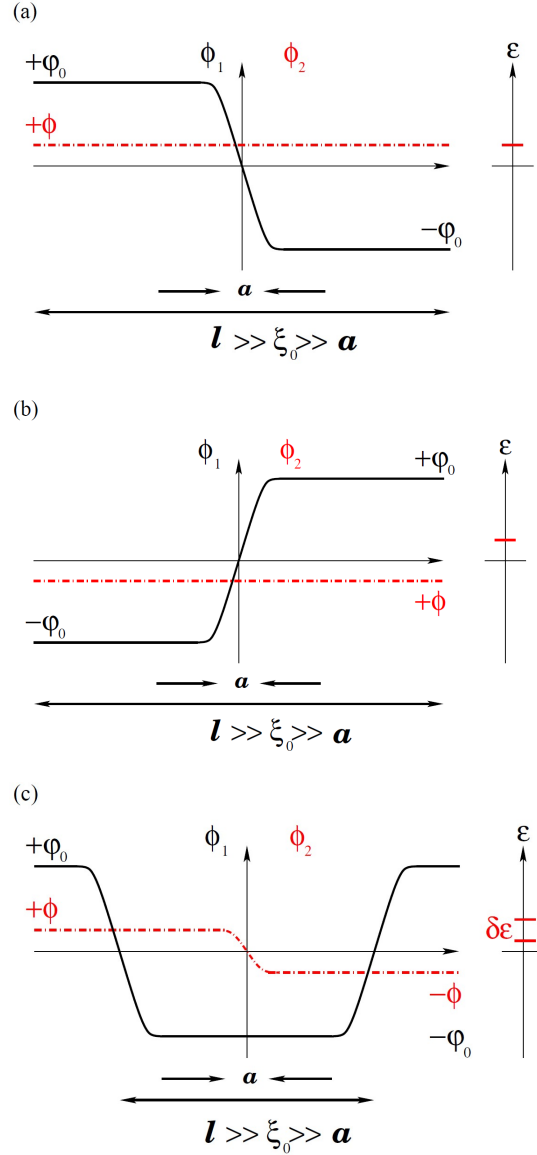 (a)
+φ₀ ϕ₁ ϕ₂ ε
+ϕ
−φ₀
a
l >> ξ₀ >> a
(b)
ϕ₁ ϕ₂ +φ₀ ε
−φ₀ +ϕ
a
l >> ξ₀ >> a
(c)
+φ₀ ϕ₁ ϕ₂ ε
+ϕ δε
−ϕ
−φ₀
a
l >> ξ₀ >> a